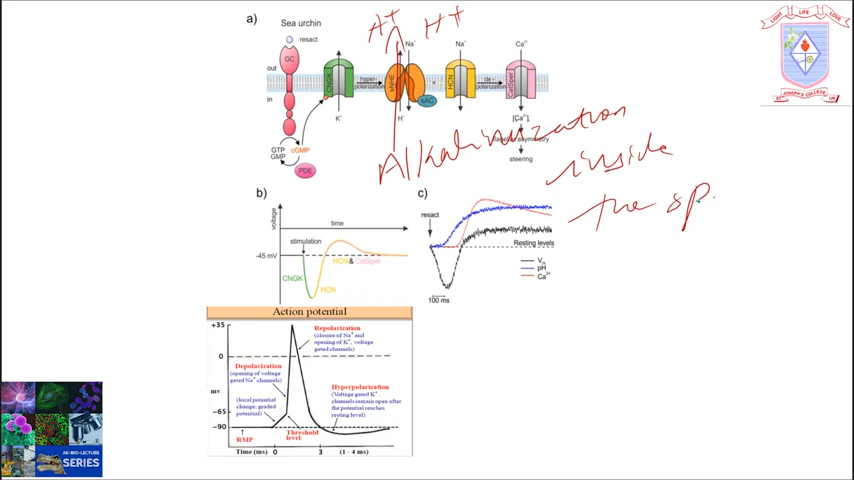 a)
Sea urchin
H+ H+
resact
GC
Na+ Na+ Ca2+
out
in
CNGK
hyper-
polarization
sNHE
sAC
HCN
de-
polarization
CatSper
K+ H+ [Ca2+]i
flagellar asymmetry
steering
GTP
GMP
cGMP
PDE
Alkalinization
inside
the sp
LIGHT LIFE LOVE
ST JOSEPH'S COLLEGE
b)
voltage
time
stimulation
-45 mV
HCN & CatSper
CNGK
HCN
c)
resact
Resting levels
Vm
pH
Ca2+
100 ms
Action potential
+35
0
mv
-65
-90
Repolarization
(closure of Na+ and
opening of K+, voltage
gated channels)
Depolarization
(opening of voltage
gated Na+ channels)
(local potential
change, graded
potential)
Hyperpolarization
(Voltage gated K+
channels remain open after
the potential reaches
resting level)
RMP
Threshold
level
Time (ms) 0 3 (1 - 4 ms)
AK-BIO-LECTURE
SERIES